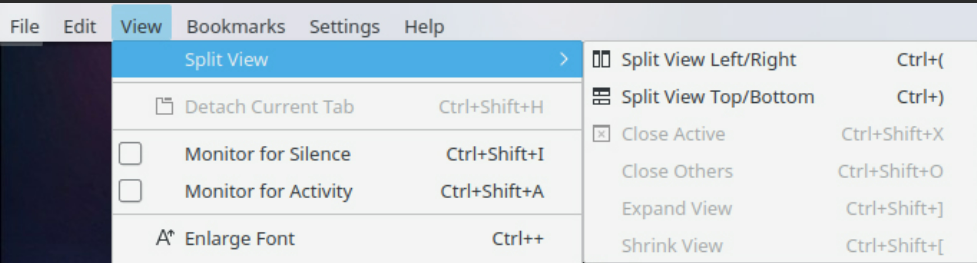 File Edit View Bookmarks Settings Help
Split View
Detach Current Tab Ctrl+Shift+H
Monitor for Silence Ctrl+Shift+I
Monitor for Activity Ctrl+Shift+A
Enlarge Font Ctrl++
Split View Left/Right Ctrl+(
Split View Top/Bottom Ctrl+)
Close Active Ctrl+Shift+X
Close Others Ctrl+Shift+O
Expand View Ctrl+Shift+]
Shrink View Ctrl+Shift+[